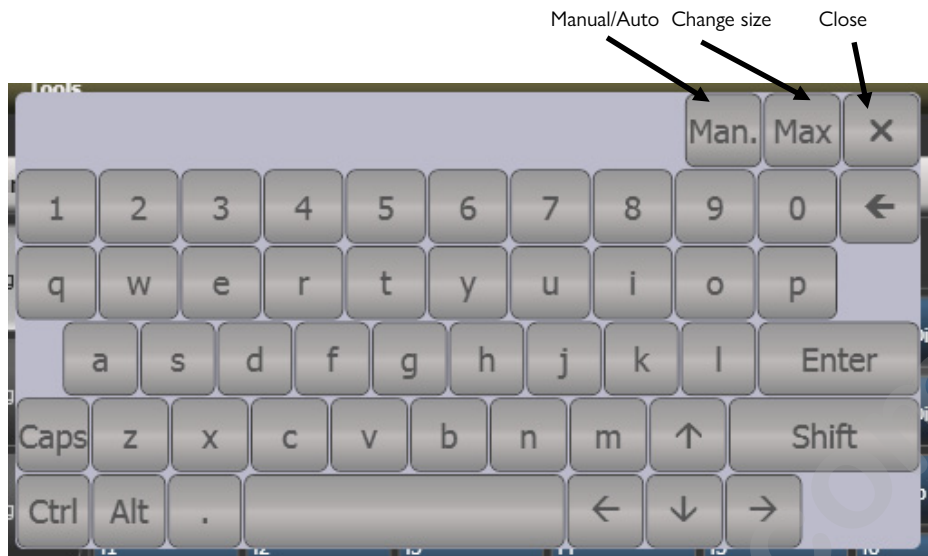 Manual/Auto Change size Close
Tools
Man. Max ×
1 2 3 4 5 6 7 8 9 0 ←
q w e r t y u i o p
a s d f g h j k l Enter
Caps z x c v b n m ↑ Shift
Ctrl Alt . ← ↓ →